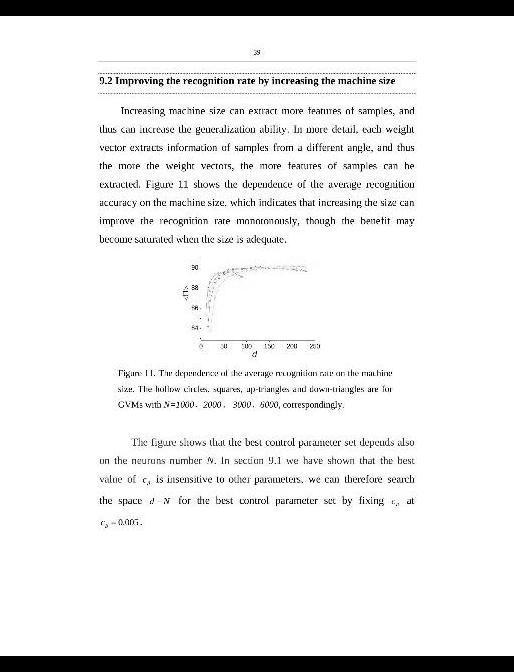 39
9.2 Improving the recognition rate by increasing the machine size
Increasing machine size can extract more features of samples, and
thus can increase the generalization ability. In more detail, each weight
vector extracts information of samples from a different angle, and thus
the more the weight vectors, the more features of samples can be
extracted. Figure 11 shows the dependence of the average recognition
accuracy on the machine size, which indicates that increasing the size can
improve the recognition rate monotonously, though the benefit may
become saturated when the size is adequate.
90
88
86
84
0 50 100 150 200 250
d
Figure 11. The dependence of the average recognition rate on the machine
size. The hollow circles, squares, up-triangles and down-triangles are for
GVMs with N=1000、2000、3000、6000, correspondingly.
The figure shows that the best control parameter set depends also
on the neurons number N. In section 9.1 we have shown that the best
value of c_β is insensitive to other parameters, we can therefore search
the space d−N for the best control parameter set by fixing c_β at
c_β = 0.005.